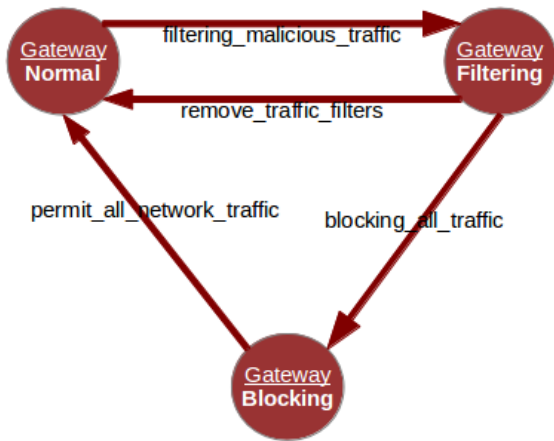 Gateway
Normal
filtering_malicious_traffic
Gateway
Filtering
remove_traffic_filters
permit_all_network_traffic
blocking_all_traffic
Gateway
Blocking